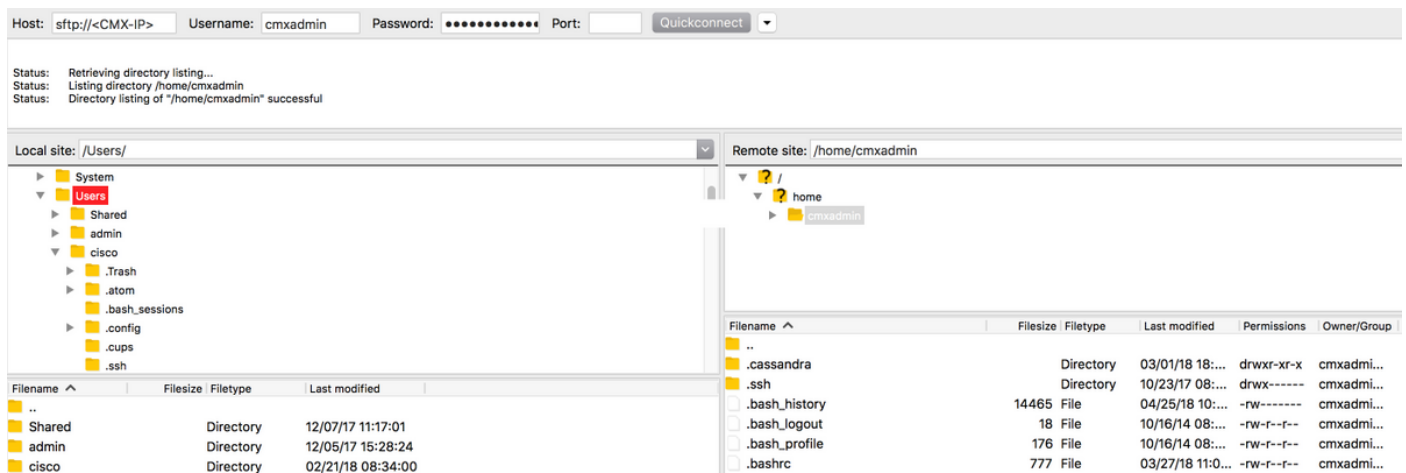 Host: sftp://<CMX-IP> Username: cmxadmin Password: •••••••••••• Port: Quickconnect
Status: Retrieving directory listing...
Status: Listing directory /home/cmxadmin
Status: Directory listing of "/home/cmxadmin" successful
Local site: /Users/
System
Users
Shared
admin
cisco
.Trash
.atom
.bash_sessions
.config
.cups
.ssh
Filename Filesize Filetype Last modified
..
Shared Directory 12/07/17 11:17:01
admin Directory 12/05/17 15:28:24
cisco Directory 02/21/18 08:34:00
Remote site: /home/cmxadmin
? /
? home
cmxadmin
Filename Filesize Filetype Last modified Permissions Owner/Group
..
.cassandra Directory 03/01/18 18:... drwxr-xr-x cmxadmi...
.ssh Directory 10/23/17 08:... drwx------ cmxadmi...
.bash_history 14465 File 04/25/18 10:... -rw------- cmxadmi...
.bash_logout 18 File 10/16/14 08:... -rw-r--r-- cmxadmi...
.bash_profile 176 File 10/16/14 08:... -rw-r--r-- cmxadmi...
.bashrc 777 File 03/27/18 11:0... -rw-r--r-- cmxadmi...